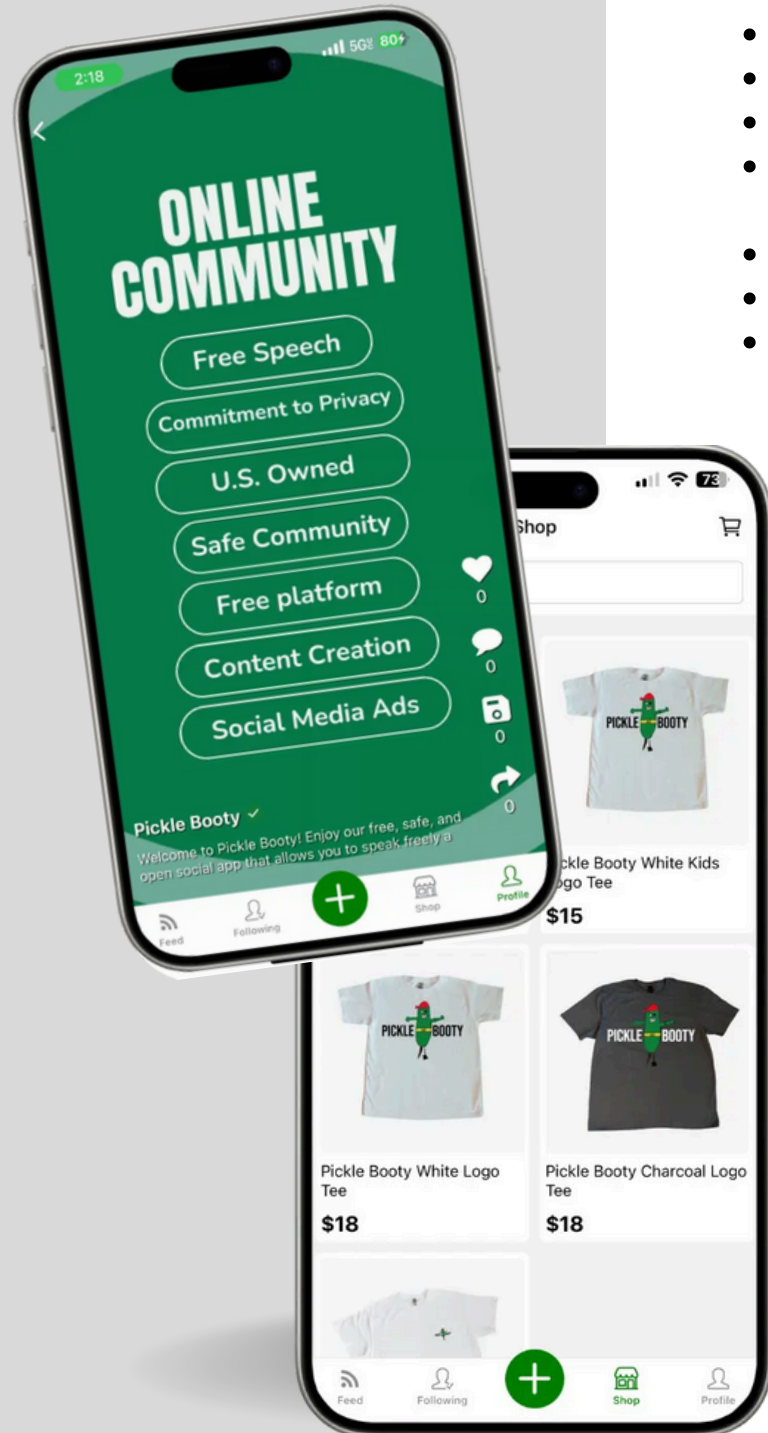 2:18
5G
80
ONLINE
COMMUNITY
Free Speech
Commitment to Privacy
U.S. Owned
Safe Community
Free platform
Content Creation
Social Media Ads
0
0
0
0
Pickle Booty
Welcome to Pickle Booty! Enjoy our free, safe, and
open social app that allows you to speak freely a
Feed
Following
Shop
Profile
73
Shop
PICKLE BOOTY
ckle Booty White Kids
ogo Tee
$15
PICKLE BOOTY
PICKLE BOOTY
Pickle Booty White Logo
Tee
$18
Pickle Booty Charcoal Logo
Tee
$18
Feed
Following
Shop
Profile